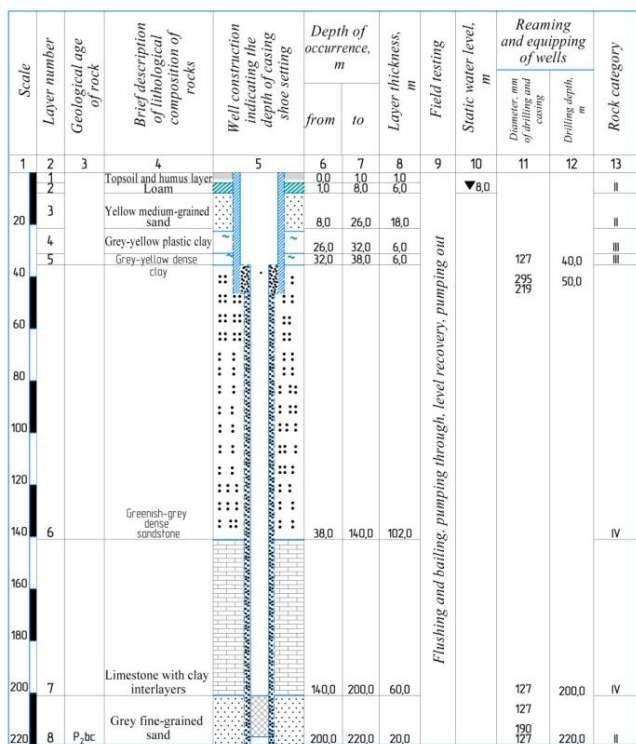 Scale
Layer number
Geological age
of rock
Brief description
of lithological
composition of
rocks
Well construction
indicating the
depth of casing
shoe setting
Depth of
occurrence,
m
from
to
Layer thickness,
m
Field testing
Static water level,
m
Reaming
and equipping
of wells
Diameter, mm
of drilling and
casing
Drilling depth,
m
Rock category
1 2 3 4 5 6 7 8 9 10 11 12 13
1 Topsoil and humus layer 0,0 1,0 1,0
2 Loam 1,0 8,0 6,0 8,0 II
3 Yellow medium-grained
20 sand 8,0 26,0 18,0 II
4 Grey-yellow plastic clay 26,0 32,0 6,0 III
5 Grey-yellow dense 32,0 38,0 6,0 127 40,0 III
40 clay 295 50,0
219
60
80
100
120
Greenish-grey
dense
140 6 sandstone 38,0 140,0 102,0 IV
160
180
Limestone with clay
200 7 interlayers 140,0 200,0 60,0 127 200,0 IV
127
Grey fine-grained 190
220 8 P₂bc sand 200,0 220,0 20,0 127 220,0 II
Flushing and bailing, pumping through, level recovery, pumping out